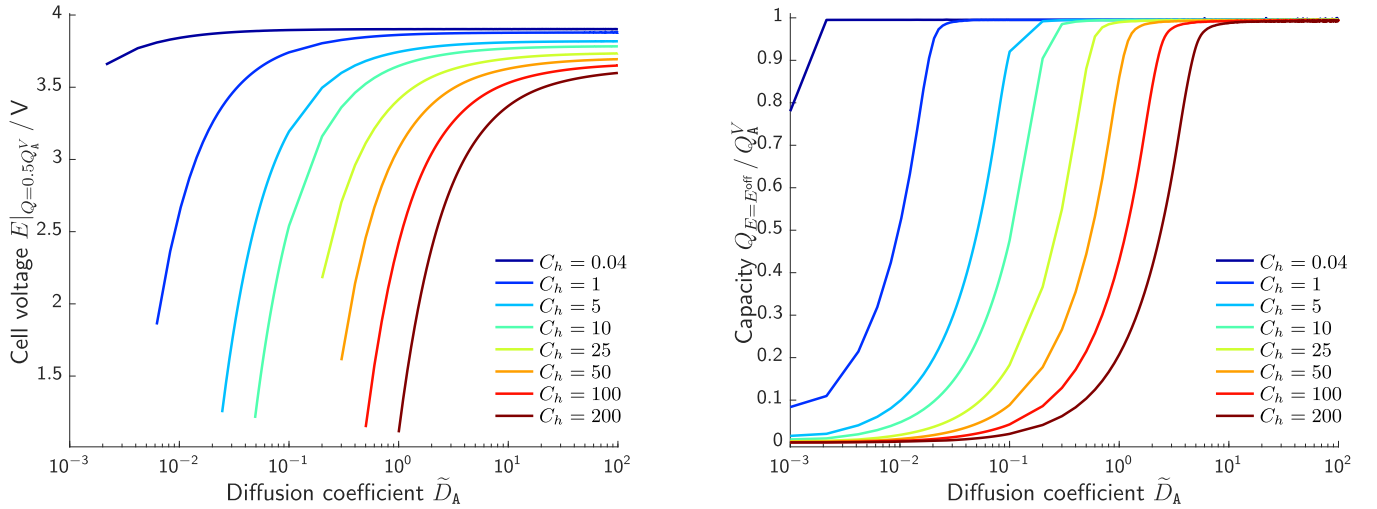 4
3.5
3
2.5
2
1.5
Cell voltage E|_{Q=0.5Q_A^V} / V
C_h = 0.04
C_h = 1
C_h = 5
C_h = 10
C_h = 25
C_h = 50
C_h = 100
C_h = 200
10^{-3} 10^{-2} 10^{-1} 10^0 10^1 10^2
Diffusion coefficient D̃_A
1
0.9
0.8
0.7
0.6
0.5
0.4
0.3
0.2
0.1
0
Capacity Q_{E=E^{off}} / Q_A^V
C_h = 0.04
C_h = 1
C_h = 5
C_h = 10
C_h = 25
C_h = 50
C_h = 100
C_h = 200
10^{-3} 10^{-2} 10^{-1} 10^0 10^1 10^2
Diffusion coefficient D̃_A